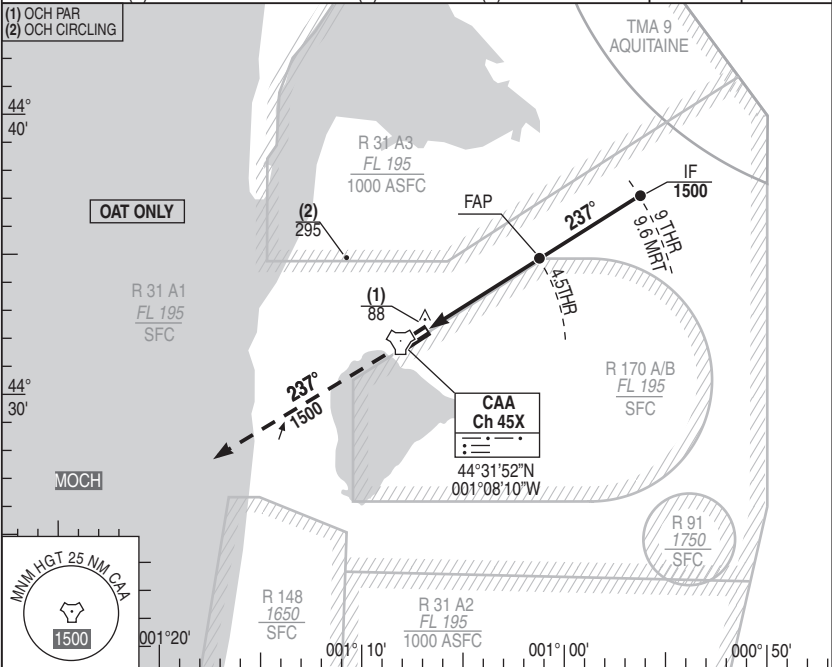 (1) OCH PAR
(2) OCH CIRCLING
TMA 9
AQUITAINE
44°
40'
R 31 A3
FL 195
1000 ASFC
IF
1500
FAP
237°
9 THR
9.6 MRT
OAT ONLY
(2)
295
4.5THR
R 31 A1
FL 195
SFC
(1)
88
R 170 A/B
FL 195
SFC
44°
30'
237°
1500
CAA
Ch 45X
44°31'52"N
001°08'10"W
MOCH
R 91
1750
SFC
MNM HGT 25 NM CAA
1500
R 148
1650
SFC
R 31 A2
FL 195
1000 ASFC
001°20'
001°10'
001°00'
000°50'